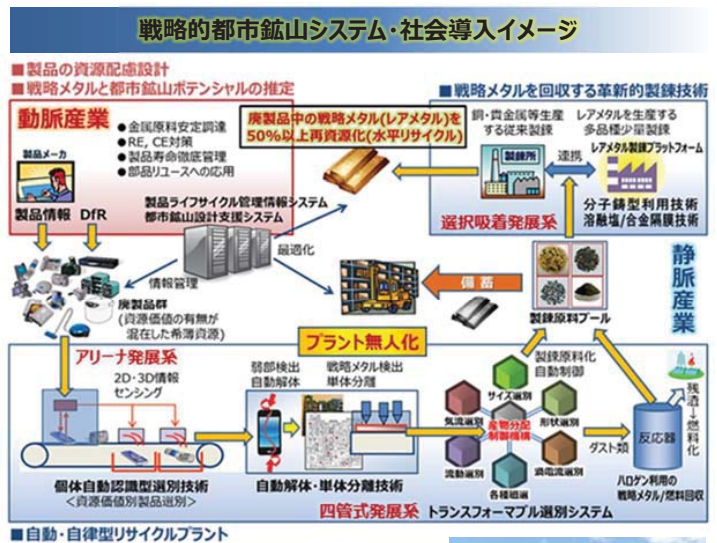 戦略的都市鉱山システム・社会導入イメージ
■製品の資源配慮設計
■戦略メタルと都市鉱山ポテンシャルの推定
動脈産業
●金属原料安定調達
●RE, CE対策
●製品寿命徹底管理
●部品リユースへの応用
製品メーカ
製品情報 DfR
廃製品中の戦略メタル(レアメタル)を
50%以上再資源化(水平リサイクル)
■戦略メタルを回収する革新的製錬技術
銅・貴金属等生産
する従来製錬
レアメタルを生産する
多品種少量製錬
製錬所
連携
レアメタル製錬プラットフォーム
選択吸着発展系
分子鋳型利用技術
溶融塩/合金隔膜技術
製品ライフサイクル管理情報システム
都市鉱山設計支援システム
最適化
情報管理
廃製品群
(資源価値の有無が
混在した希薄資源)
備蓄
製錬原料プール
静脈産業
プラント無人化
アリーナ発展系
2D・3D情報
センシング
個体自動認識型選別技術
<資源価値別製品選別>
弱部検出
自動解体
戦略メタル検出
単体分離
自動解体・単体分離技術
製錬原料化
自動制御
サイズ選別
気流選別
形状選別
産物分配
制御機構
流動選別
渦電流選別
各種磁選
ダスト類
反応器
残渣→燃料化
ハロゲン利用の
戦略メタル/燃料回収
四管式発展系 トランスフォーマブル選別システム
■自動・自律型リサイクルプラント